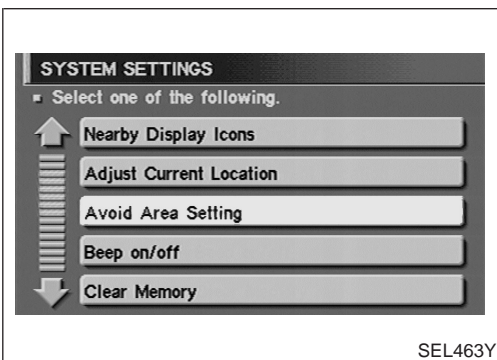 SYSTEM SETTINGS
Select one of the following.
Nearby Display Icons
Adjust Current Location
Avoid Area Setting
Beep on/off
Clear Memory
SEL463Y